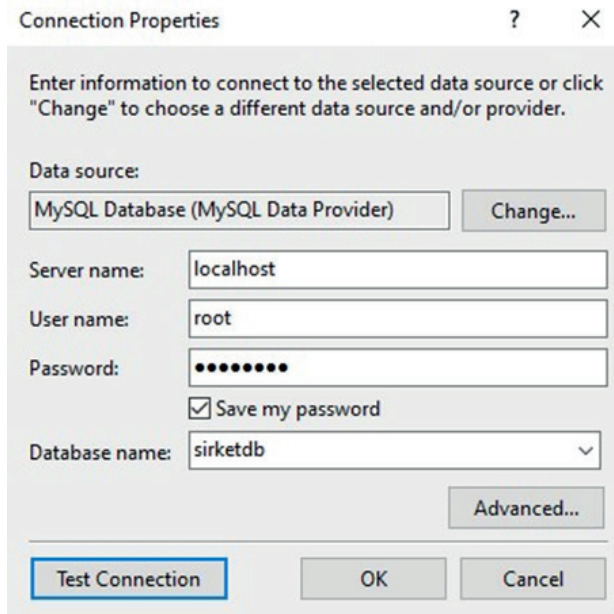 Connection Properties ? ×
Enter information to connect to the selected data source or click
"Change" to choose a different data source and/or provider.
Data source:
MySQL Database (MySQL Data Provider) Change...
Server name: localhost
User name: root
Password: ●●●●●●●●
Save my password
Database name: sirketdb
Advanced...
Test Connection OK Cancel